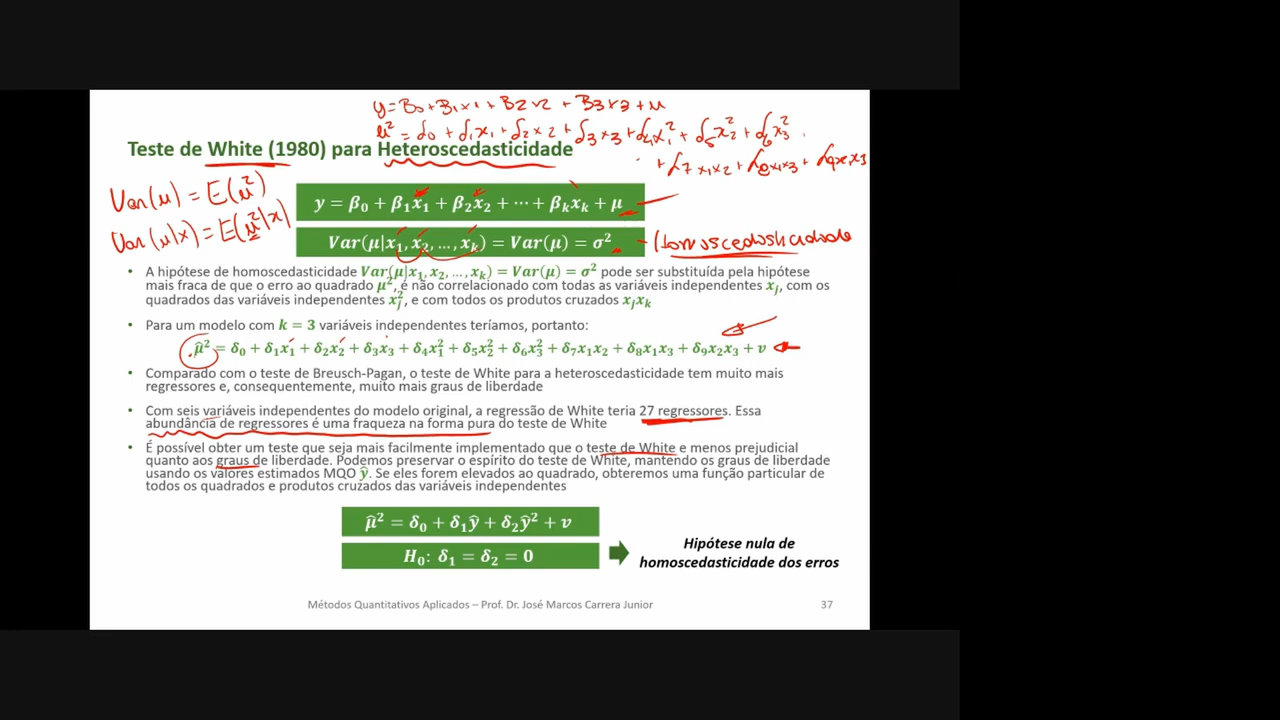 y = B0 + B1x1 + B2x2 + B3x3 + u
u² = δ0 + δ1x1 + δ2x2 + δ3x3 + δ4x1² + δ5x2² + δ6x3²
+ δ7x1x2 + δ8x1x3 + δ9x2x3
Teste de White (1980) para Heteroscedasticidade
Var(μ) = E(μ²)
Var(μ|x) = E(μ²|x)
y = β₀ + β₁x₁ + β₂x₂ + ⋯ + βₖxₖ + μ
Var(μ|x₁, x₂, …, xₖ) = Var(μ) = σ²
Homoscedasticidade
• A hipótese de homoscedasticidade Var(μ|x₁, x₂, …, xₖ) = Var(μ) = σ² pode ser substituída pela hipótese
mais fraca de que o erro ao quadrado μ², é não correlacionado com todas as variáveis independentes xⱼ, com os
quadrados das variáveis independentes xⱼ², e com todos os produtos cruzados xⱼxₖ
• Para um modelo com k = 3 variáveis independentes teríamos, portanto:
μ̂² = δ₀ + δ₁x₁ + δ₂x₂ + δ₃x₃ + δ₄x₁² + δ₅x₂² + δ₆x₃² + δ₇x₁x₂ + δ₈x₁x₃ + δ₉x₂x₃ + v
• Comparado com o teste de Breusch-Pagan, o teste de White para a heteroscedasticidade tem muito mais
regressores e, consequentemente, muito mais graus de liberdade
• Com seis variáveis independentes do modelo original, a regressão de White teria 27 regressores. Essa
abundância de regressores é uma fraqueza na forma pura do teste de White
• É possível obter um teste que seja mais facilmente implementado que o teste de White e menos prejudicial
quanto aos graus de liberdade. Podemos preservar o espírito do teste de White, mantendo os graus de liberdade
usando os valores estimados MQO ŷ. Se eles forem elevados ao quadrado, obteremos uma função particular de
todos os quadrados e produtos cruzados das variáveis independentes
μ̂² = δ₀ + δ₁ŷ + δ₂ŷ² + v
H₀: δ₁ = δ₂ = 0
Hipótese nula de
homoscedasticidade dos erros
Métodos Quantitativos Aplicados – Prof. Dr. José Marcos Carrera Junior
37